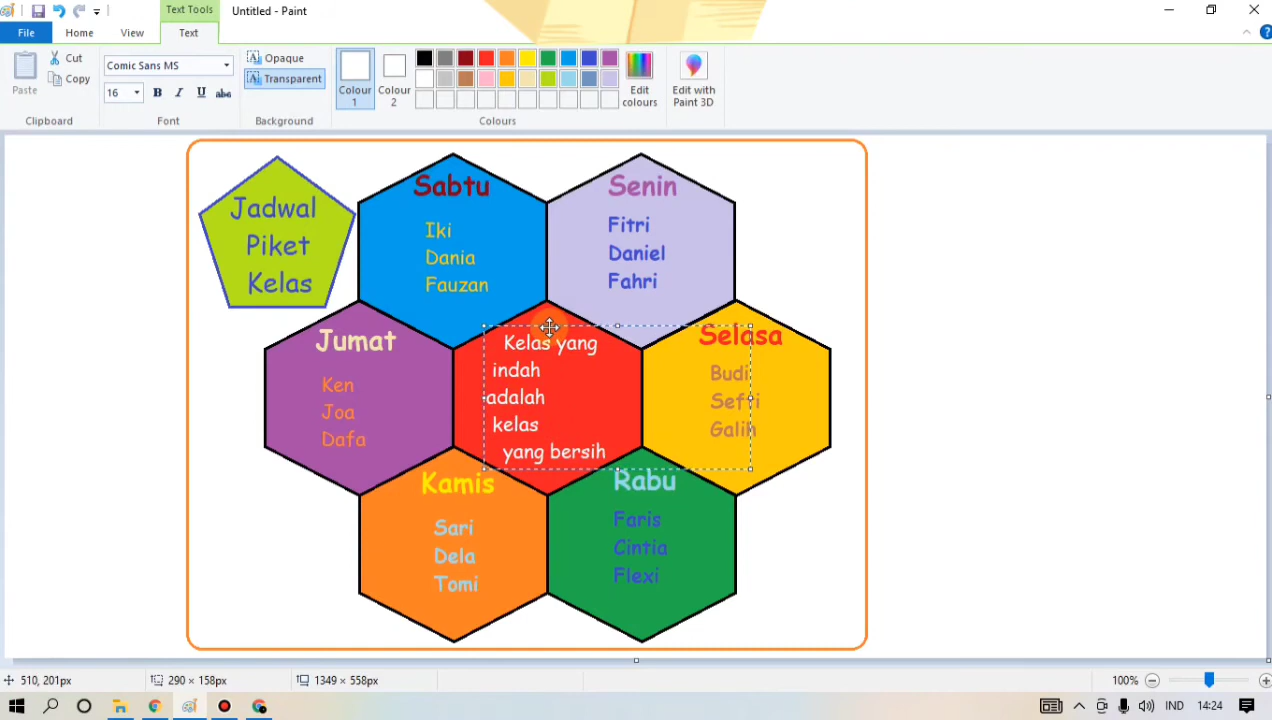 Text Tools
Untitled - Paint
File
Home
View
Text
Paste
Cut
Copy
Clipboard
Comic Sans MS
16
B
I
U
abc
Font
A Opaque
A Transparent
Background
Colour 1
Colour 2
Edit colours
Colours
Edit with Paint 3D
Jadwal
Piket
Kelas
Sabtu
Iki
Dania
Fauzan
Senin
Fitri
Daniel
Fahri
Jumat
Ken
Joa
Dafa
Kelas yang
indah
adalah
kelas
yang bersih
Selasa
Budi
Galih
Kamis
Sari
Dela
Tomi
Rabu
Faris
Cintia
Flexi
510, 201px
290 × 158px
1349 × 558px
100%
IND
14:24